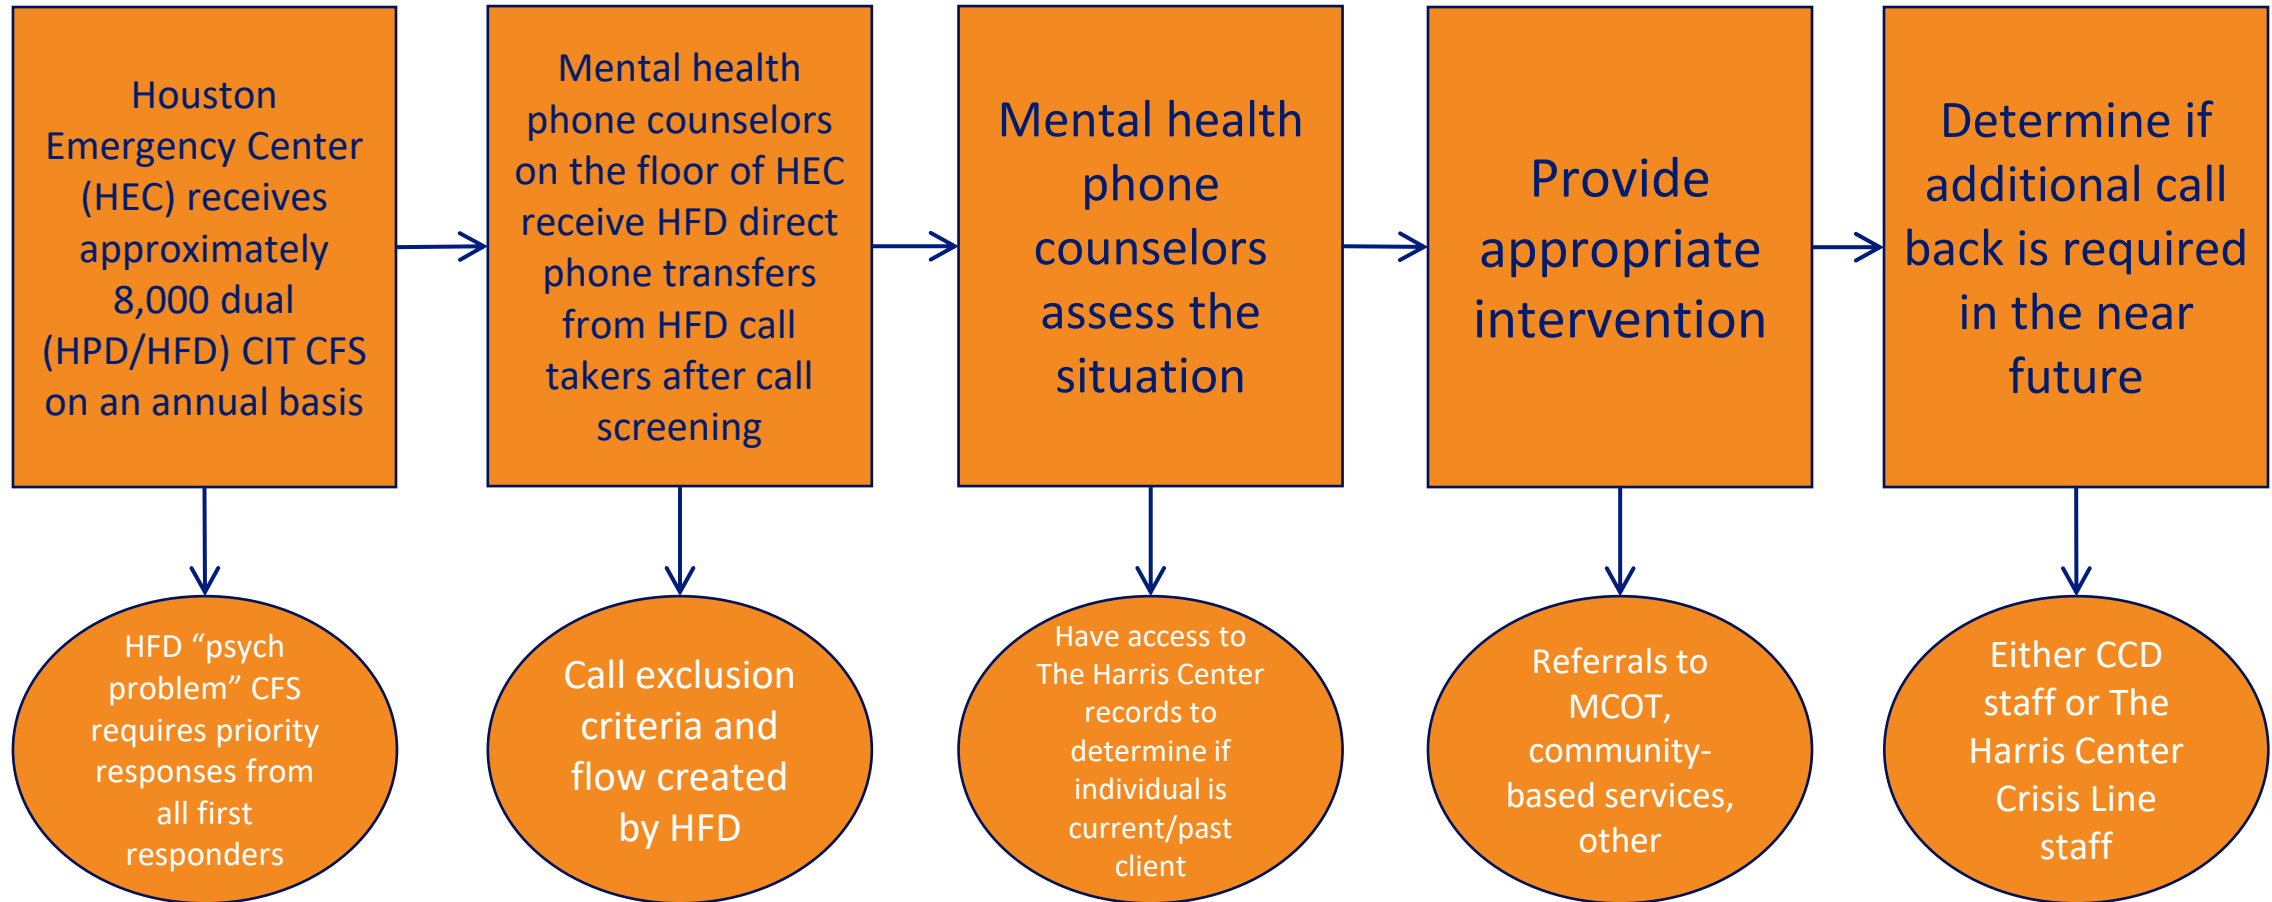 Houston
Emergency Center
(HEC) receives
approximately
8,000 dual
(HPD/HFD) CIT CFS
on an annual basis
Mental health
phone counselors
on the floor of HEC
receive HFD direct
phone transfers
from HFD call
takers after call
screening
Mental health
phone
counselors
assess the
situation
Provide
appropriate
intervention
Determine if
additional call
back is required
in the near
future
HFD “psych
problem” CFS
requires priority
responses from
all first
responders
Call exclusion
criteria and
flow created
by HFD
Have access to
The Harris Center
records to
determine if
individual is
current/past
client
Referrals to
MCOT,
community-
based services,
other
Either CCD
staff or The
Harris Center
Crisis Line
staff